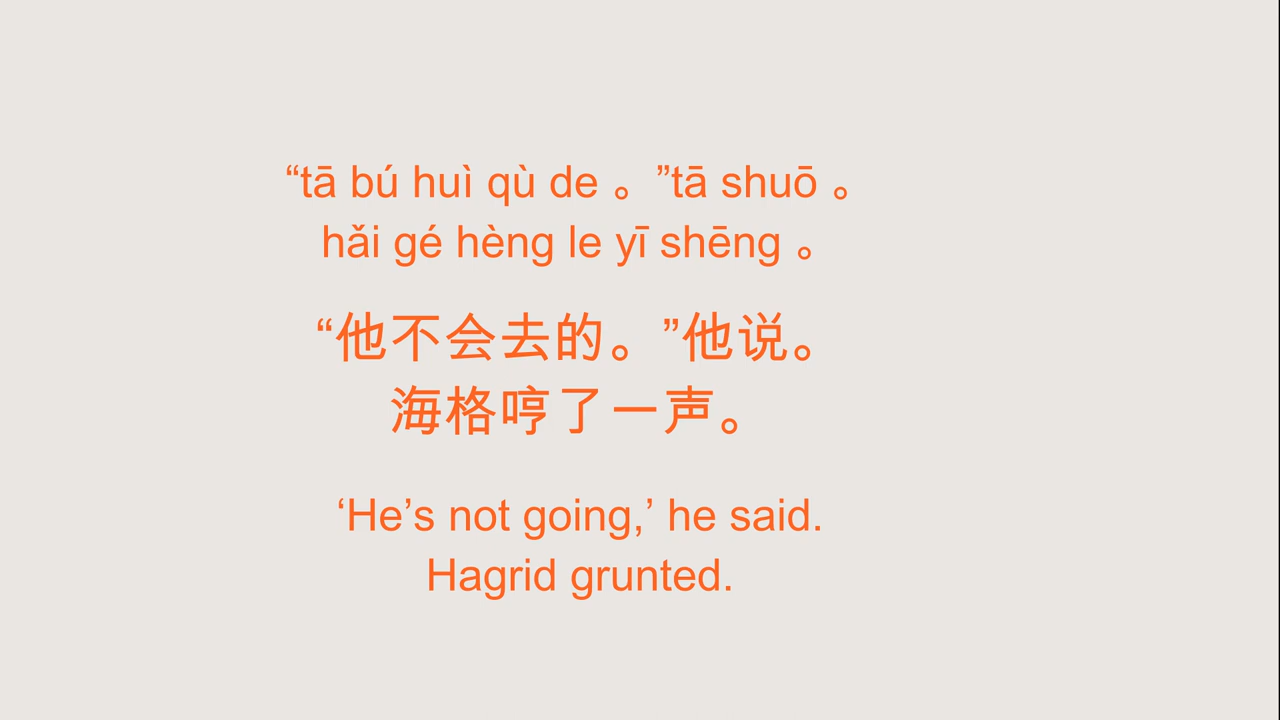 “tā bú huì qù de 。”tā shuō 。
hǎi gé hèng le yī shēng 。
“他不会去的。”他说。
海格哼了一声。
‘He’s not going,’ he said.
Hagrid grunted.